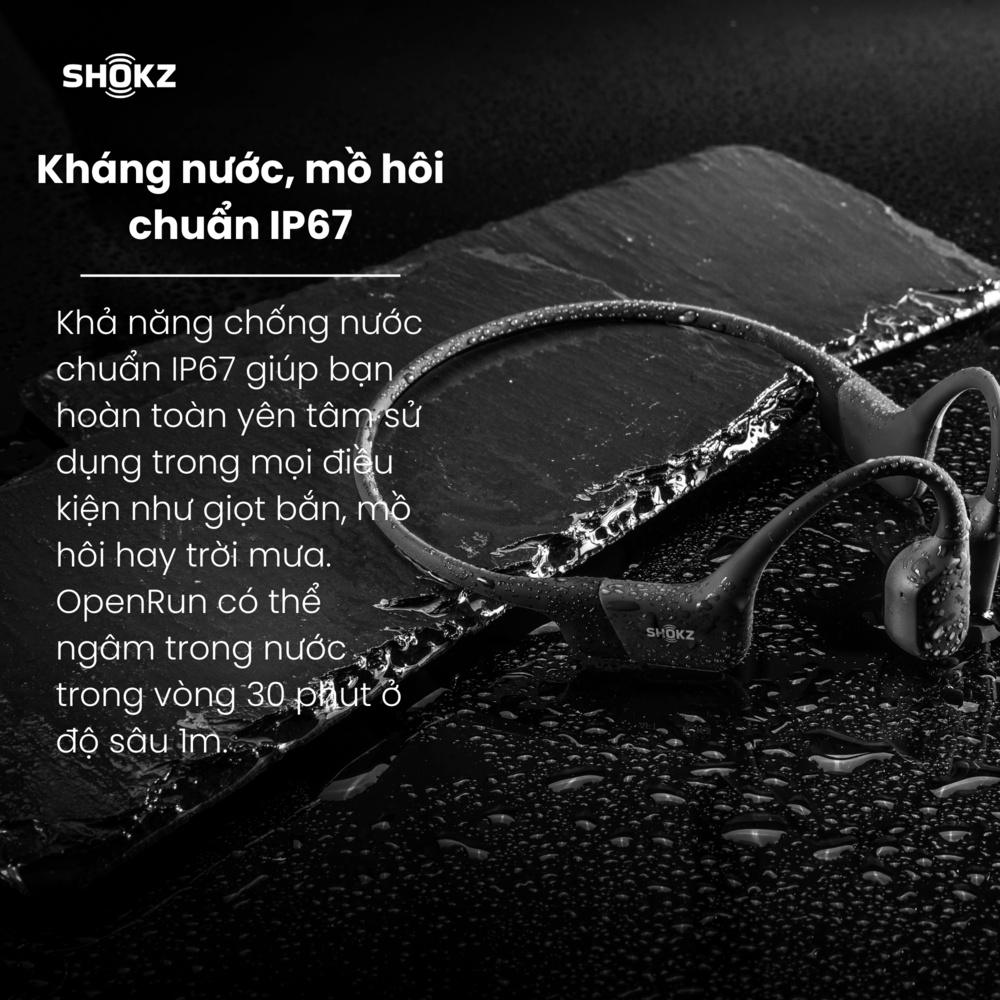 SHOKZ
Kháng nước, mồ hôi
chuẩn IP67
Khả năng chống nước
chuẩn IP67 giúp bạn
hoàn toàn yên tâm sử
dụng trong mọi điều
kiện như giọt bắn, mồ
hôi hay trời mưa.
OpenRun có thể
ngâm trong nước
trong vòng 30 phút ở
độ sâu 1m.
SHOKZ